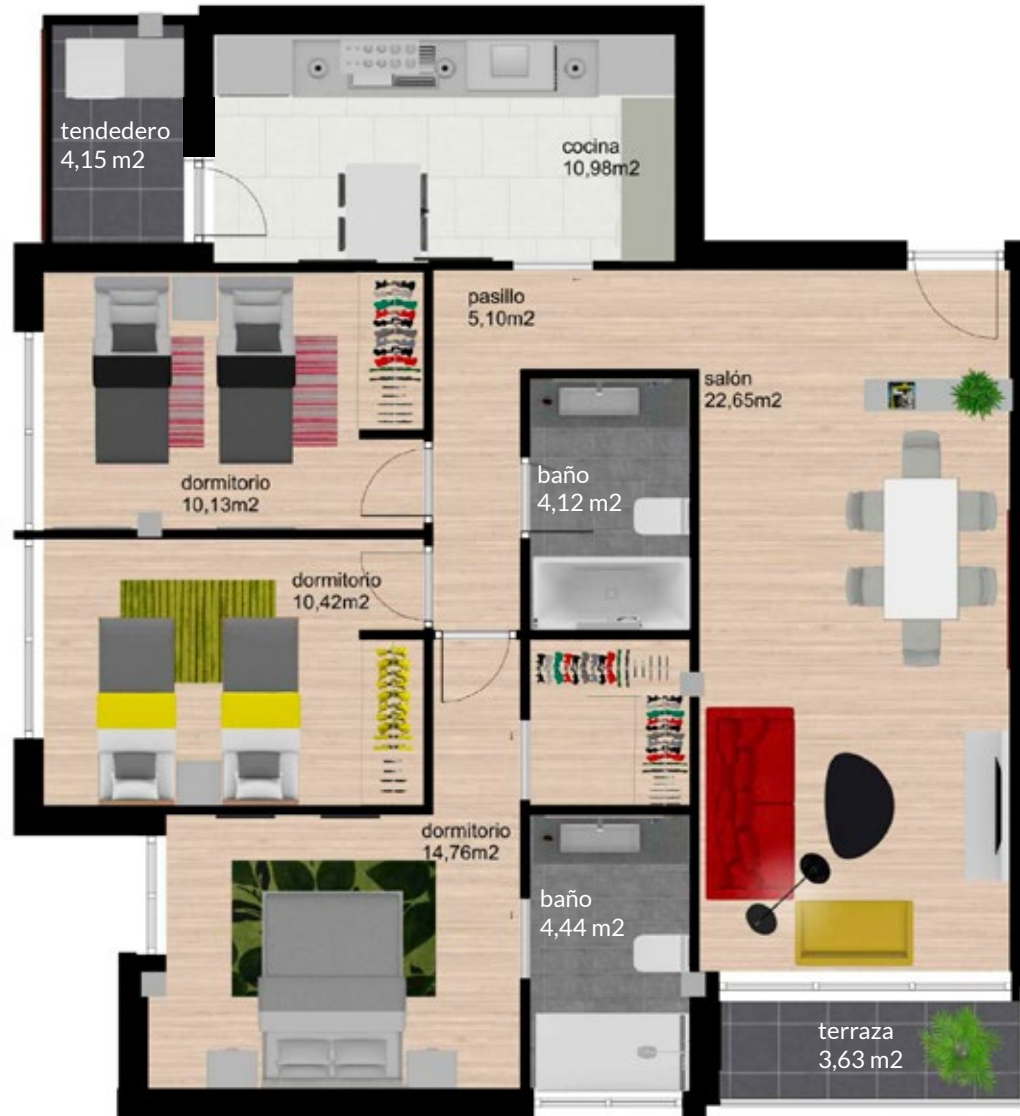 tendedero
4,15 m2
cocina
10,98m2
pasillo
5,10m2
salón
22,65m2
baño
4,12 m2
dormitorio
10,13m2
dormitorio
10,42m2
dormitorio
14,76m2
baño
4,44 m2
terraza
3,63 m2